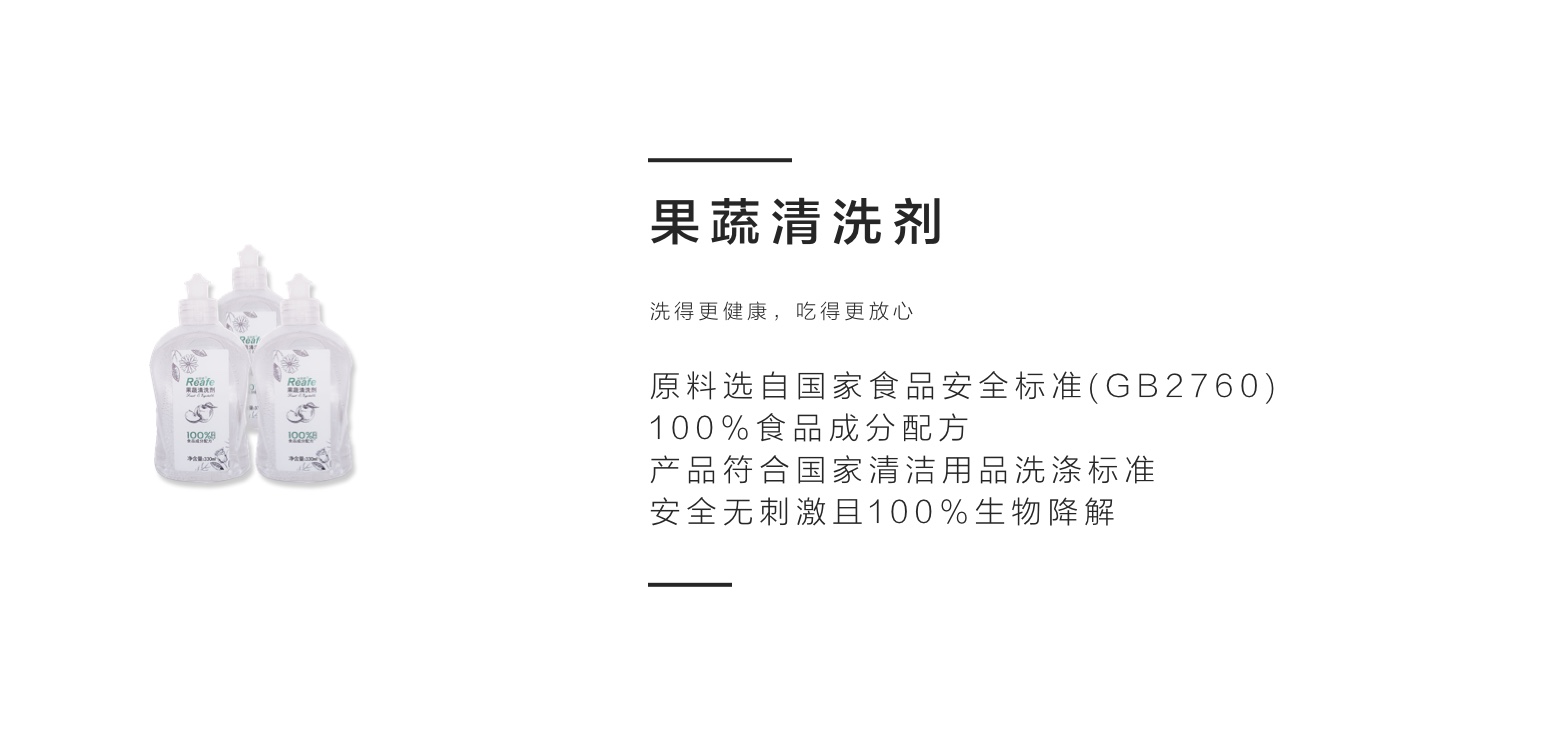 果蔬清洗剂
洗得更健康，吃得更放心
原料选自国家食品安全标准(GB2760)
100%食品成分配方
产品符合国家清洁用品洗涤标准
安全无刺激且100%生物降解
Reafe
果蔬清洗剂
100%
食品成分配方
净含量:330ml
Reafe
果蔬清洗剂
100%
食品成分配方
净含量:330ml